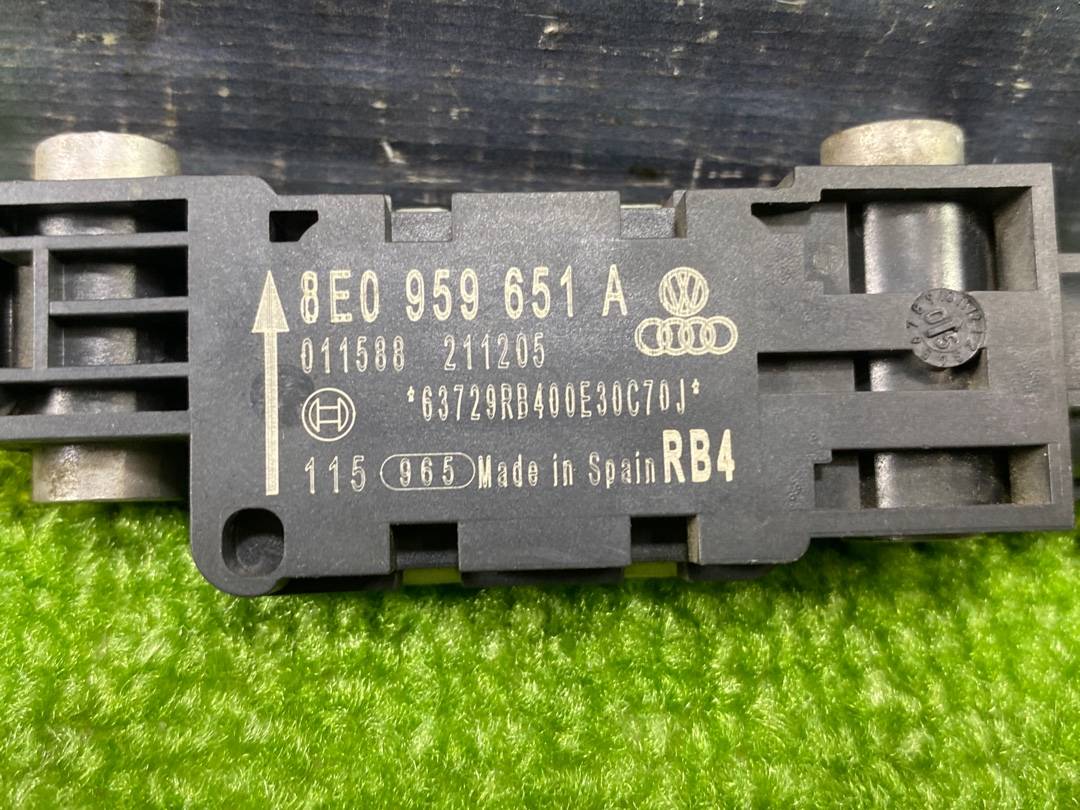 8E0 959 651 A
011588 211205
*63729RB400E30C70J*
115 965 Made in Spain RB4